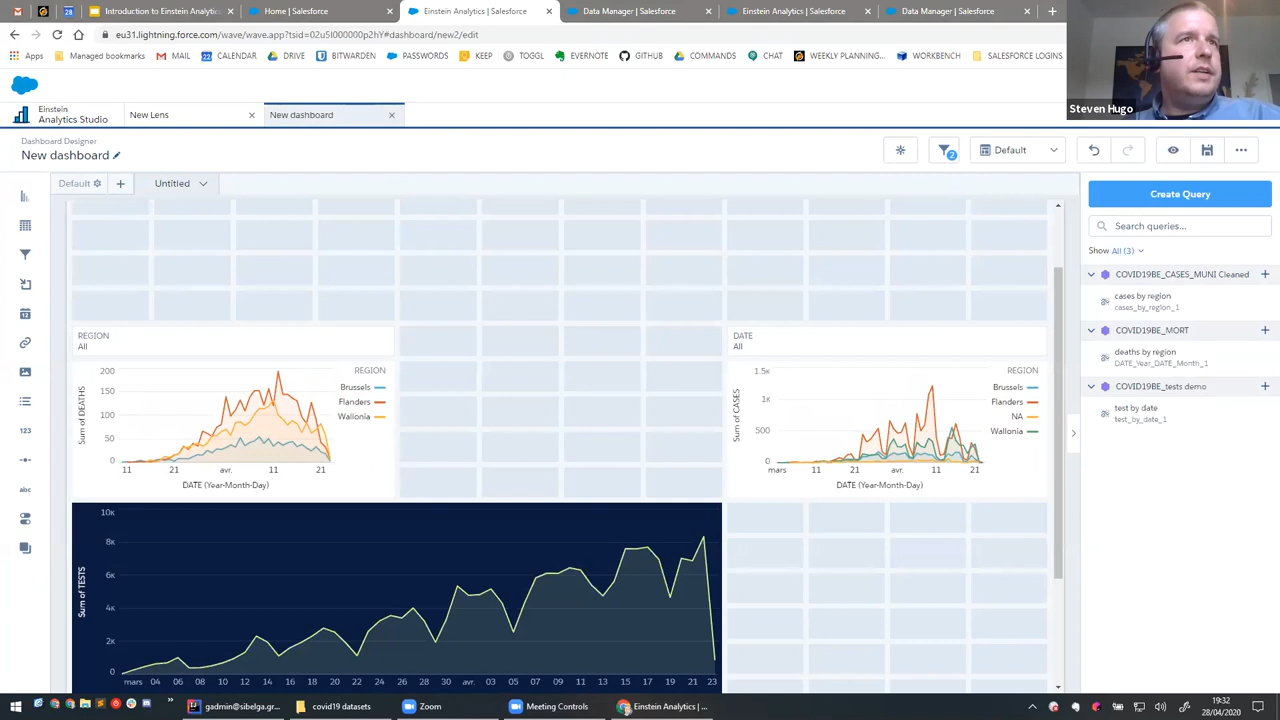 28
Introduction to Einstein Analytics
Home | Salesforce
Einstein Analytics | Salesforce
Data Manager | Salesforce
Einstein Analytics | Salesforce
Data Manager | Salesforce
eu31.lightning.force.com/wave/wave.app?tsid=02u5I000000p2hY#dashboard/new2/edit
Apps
Managed bookmarks
MAIL
CALENDAR
DRIVE
BITWARDEN
PASSWORDS
KEEP
TOGGL
EVERNOTE
GITHUB
COMMANDS
CHAT
WEEKLY PLANNING...
WORKBENCH
SALESFORCE LOGINS
Steven Hugo
Einstein
Analytics Studio
New Lens
New dashboard
Dashboard Designer
New dashboard
2
Default
Default
Untitled
Create Query
Search queries...
Show All (3)
COVID19BE_CASES_MUNI Cleaned
cases by region
cases_by_region_1
COVID19BE_MORT
deaths by region
DATE_Year_DATE_Month_1
COVID19BE_tests demo
test by date
test_by_date_1
12
123
abc
REGION
All
Sum of DEATHS
200
150
100
50
0
11
21
avr.
11
21
DATE (Year-Month-Day)
REGION
Brussels
Flanders
Wallonia
DATE
All
Sum of CASES
1.5K
1K
500
0
mars
11
21
avr.
11
21
DATE (Year-Month-Day)
REGION
Brussels
Flanders
NA
Wallonia
Sum of TESTS
10K
8K
6K
4K
2K
0
mars 04 06 08 10 12 14 16 18 20 22 24 26 28 30 avr. 03 05 07 09 11 13 15 17 19 21 23
gadmin@sibelga.gr...
covid19 datasets
Zoom
Meeting Controls
Einstein Analytics | ...
19:32
28/04/2020